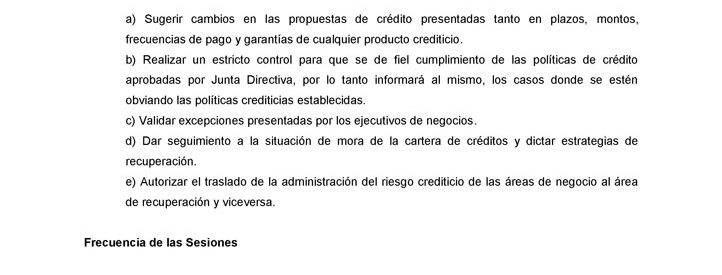 a) Sugerir cambios en las propuestas de crédito presentadas tanto en plazos, montos,
frecuencias de pago y garantías de cualquier producto crediticio.
b) Realizar un estricto control para que se de fiel cumplimiento de las políticas de crédito
aprobadas por Junta Directiva, por lo tanto informará al mismo, los casos donde se estén
obviando las políticas crediticias establecidas.
c) Validar excepciones presentadas por los ejecutivos de negocios.
d) Dar seguimiento a la situación de mora de la cartera de créditos y dictar estrategias de
recuperación.
e) Autorizar el traslado de la administración del riesgo crediticio de las áreas de negocio al área
de recuperación y viceversa.
Frecuencia de las Sesiones